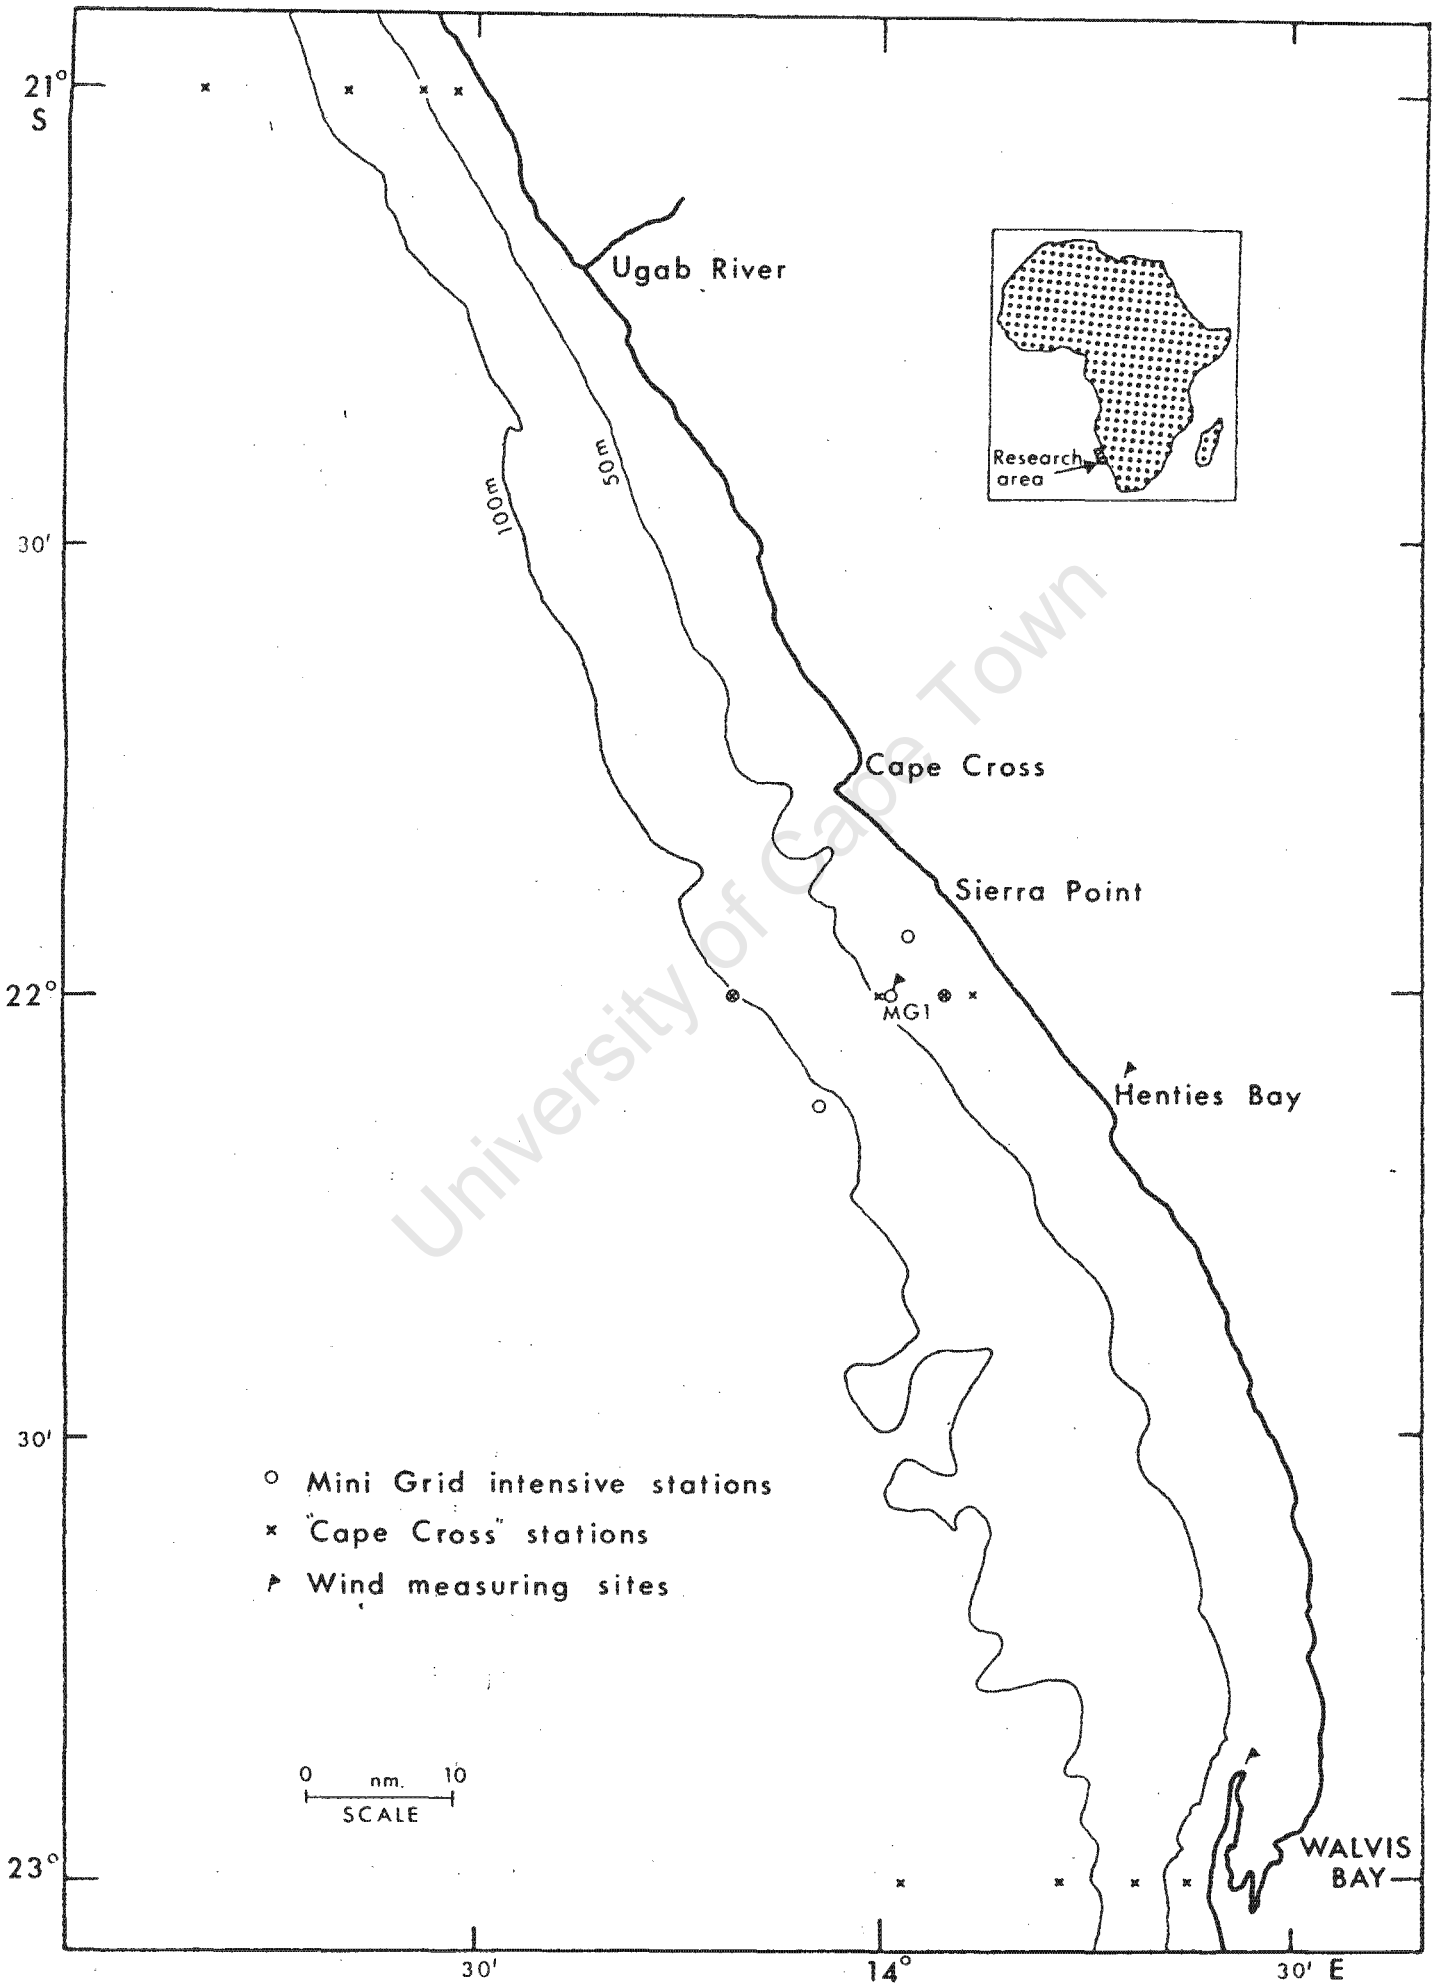 21°
S
Ugab River
Research
area
50m
100m
30'
Cape Cross
Sierra Point
22°
MG1
Henties Bay
30'
○ Mini Grid intensive stations
× "Cape Cross" stations
Wind measuring sites
0 nm. 10
SCALE
23°
WALVIS
BAY
30' 14° 30' E
University of Cape Town